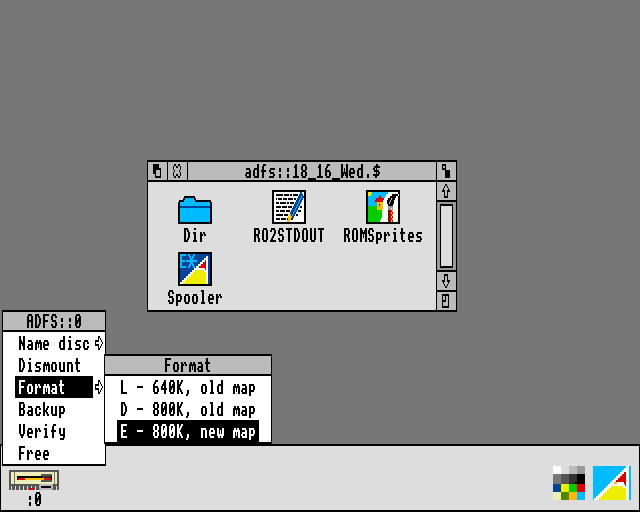 adfs::18_16_Wed.$
Dir
RO2STDOUT
ROMSprites
EX
Spooler
ADFS::0
Name disc
Dismount
Format
Backup
Verify
Free
Format
L - 640K, old map
D - 800K, old map
E - 800K, new map
:0